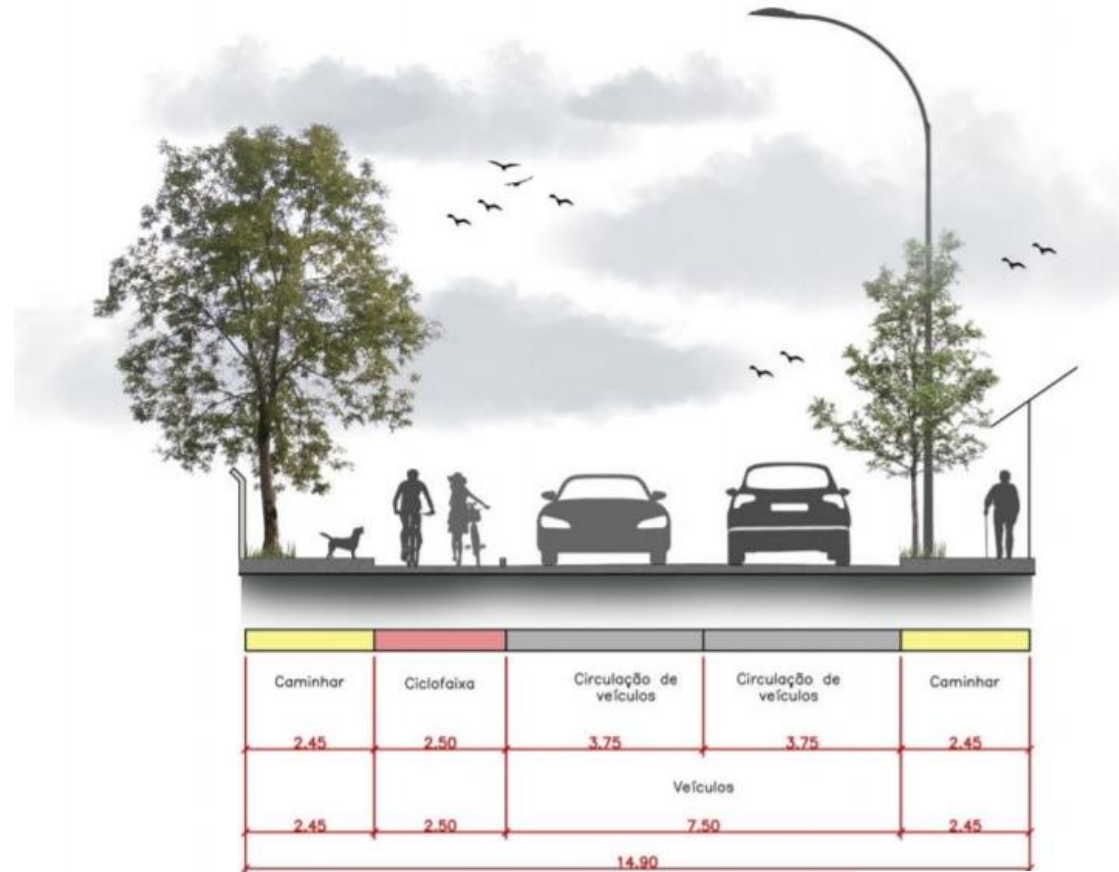 Caminhar
Ciclofaixa
Circulação de
veículos
Circulação de
veículos
Caminhar
2.45
2.50
3.75
3.75
2.45
Veículos
2.45
2.50
7.50
2.45
14.90